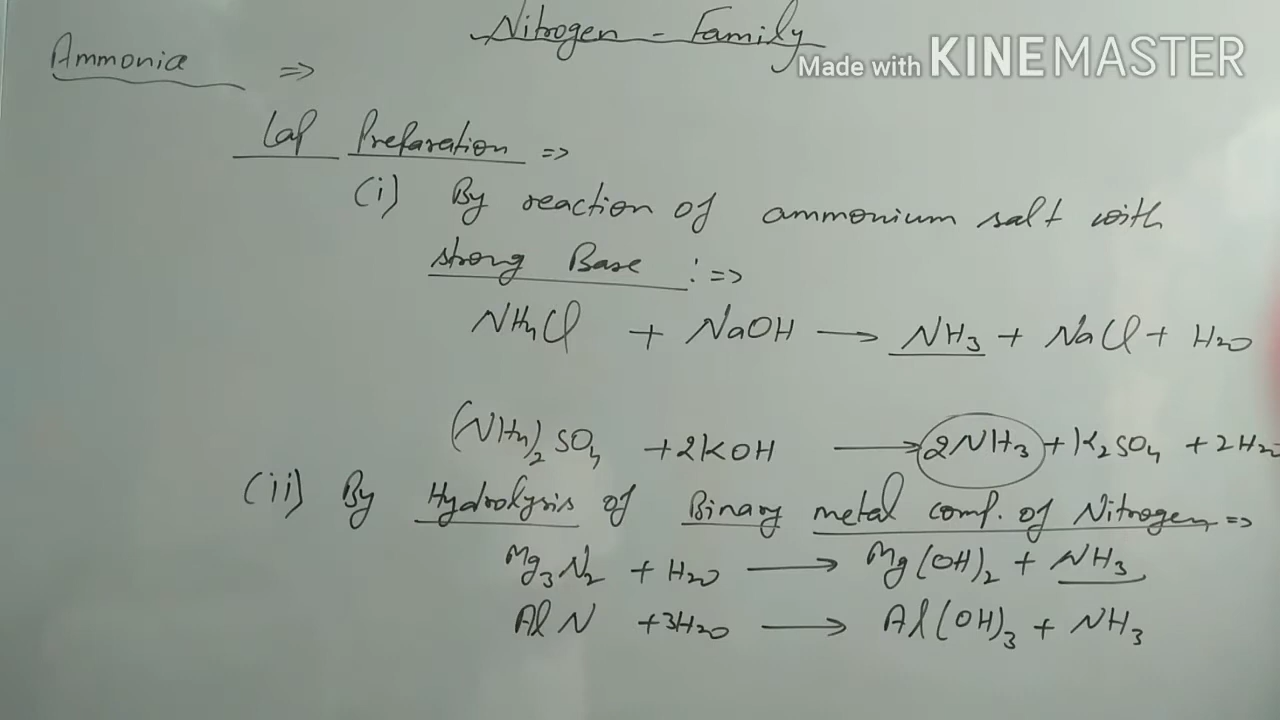 Nitrogen - Family
Made with KINEMASTER
Ammonia ⇒
Lab Preparation ⇒
(i) By reaction of ammonium salt with
strong Base :⇒
NH4Cl + NaOH → NH3 + NaCl + H2O
(NH4)2SO4 + 2KOH → 2NH3 + K2SO4 + 2H2O
(ii) By Hydrolysis of Binary metal comp. of Nitrogen ⇒
Mg3N2 + H2O → Mg(OH)2 + NH3
AlN + 3H2O → Al(OH)3 + NH3